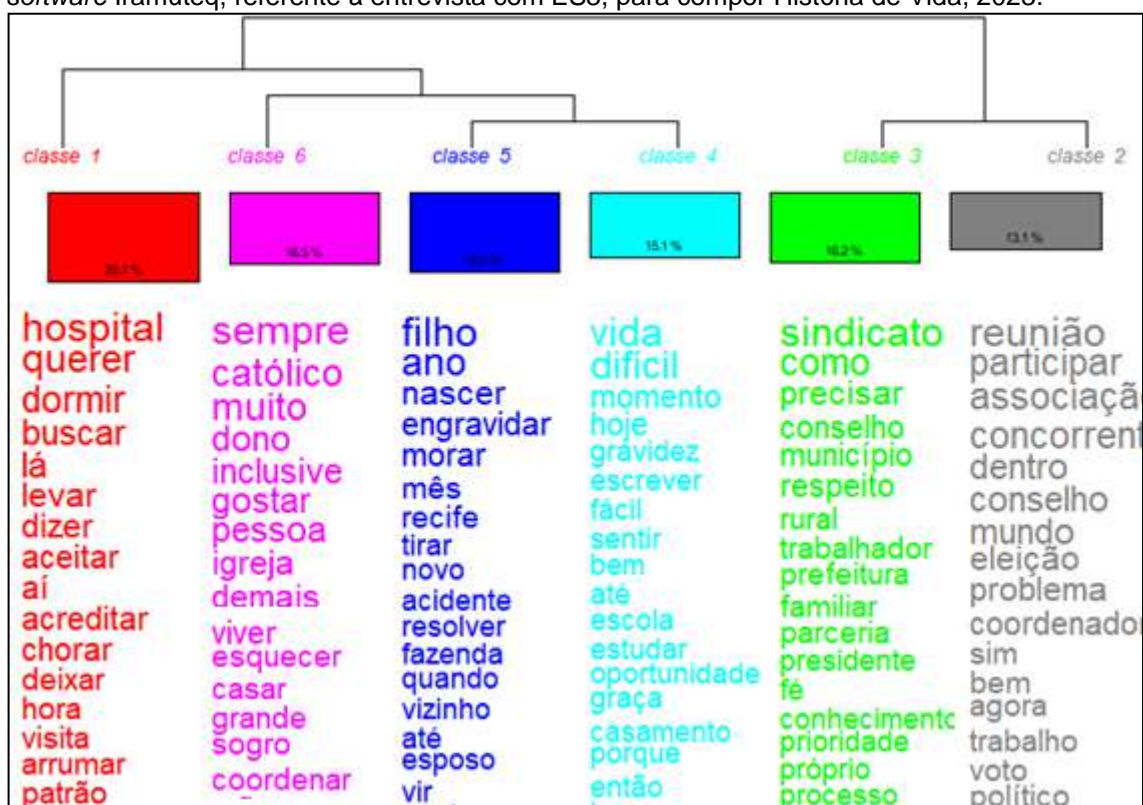 software Iramuteq, referente à entrevista com para compor História de Vida, 2023.
classe 1
20.1 %
hospital
querer
dormir
buscar
lá
levar
dizer
aceitar
aí
acreditar
chorar
deixar
hora
visita
arrumar
patrão
classe 6
16.5 %
sempre
católico
muito
dono
inclusive
gostar
pessoa
igreja
demais
viver
esquecer
casar
grande
sogro
coordenar
classe 5
filho
ano
nascer
engravidar
morar
mês
recife
tirar
novo
acidente
resolver
fazenda
quando
vizinho
até
esposo
vir
classe 4
15.1 %
vida
difícil
momento
hoje
grávidez
escrever
fácil
sentir
bem
até
escola
estudar
oportunidade
graça
casamento
porque
então
classe 3
16.2 %
sindicato
como
precisar
conselho
município
respeito
rural
trabalhador
prefeitura
familiar
parceria
presidente
fé
conhecimento
prioridade
próprio
processo
classe 2
13.1 %
reunião
participar
associaçã
concorrent
dentro
conselho
mundo
eleição
problema
coordenador
sim
bem
agora
trabalho
voto
político